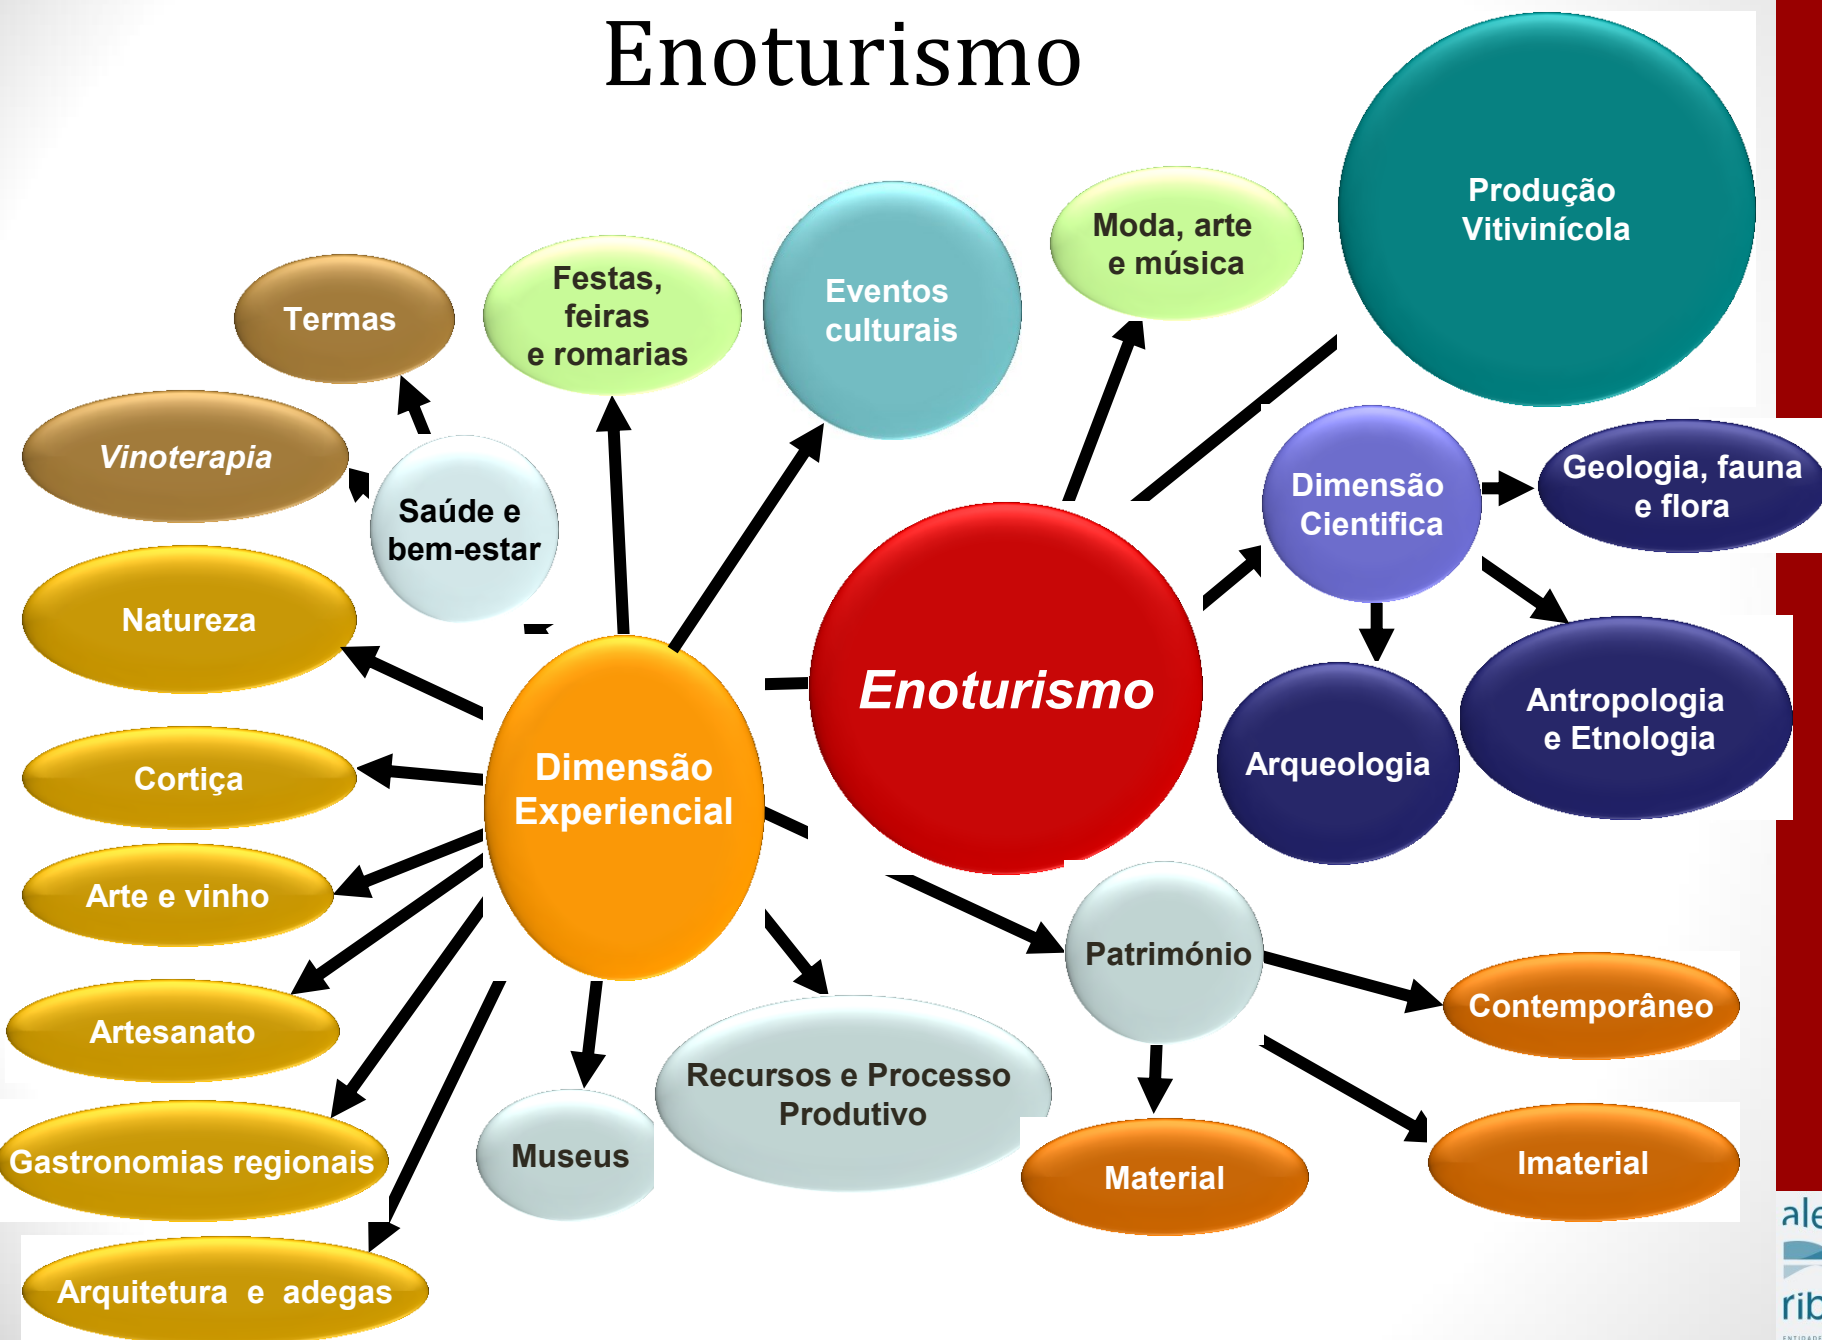 Enoturismo
Produção
Vitivinícola
Moda, arte
e música
Eventos
culturais
Festas,
feiras
e romarias
Termas
Vinoterapia
Saúde e
bem-estar
Dimensão
Cientifica
Geologia, fauna
e flora
Natureza
Enoturismo
Antropologia
e Etnologia
Arqueologia
Dimensão
Experiencial
Cortiça
Arte e vinho
Património
Contemporâneo
Artesanato
Recursos e Processo
Produtivo
Museus
Gastronomias regionais
Material
Imaterial
Arquitetura e adegas
ale
rib